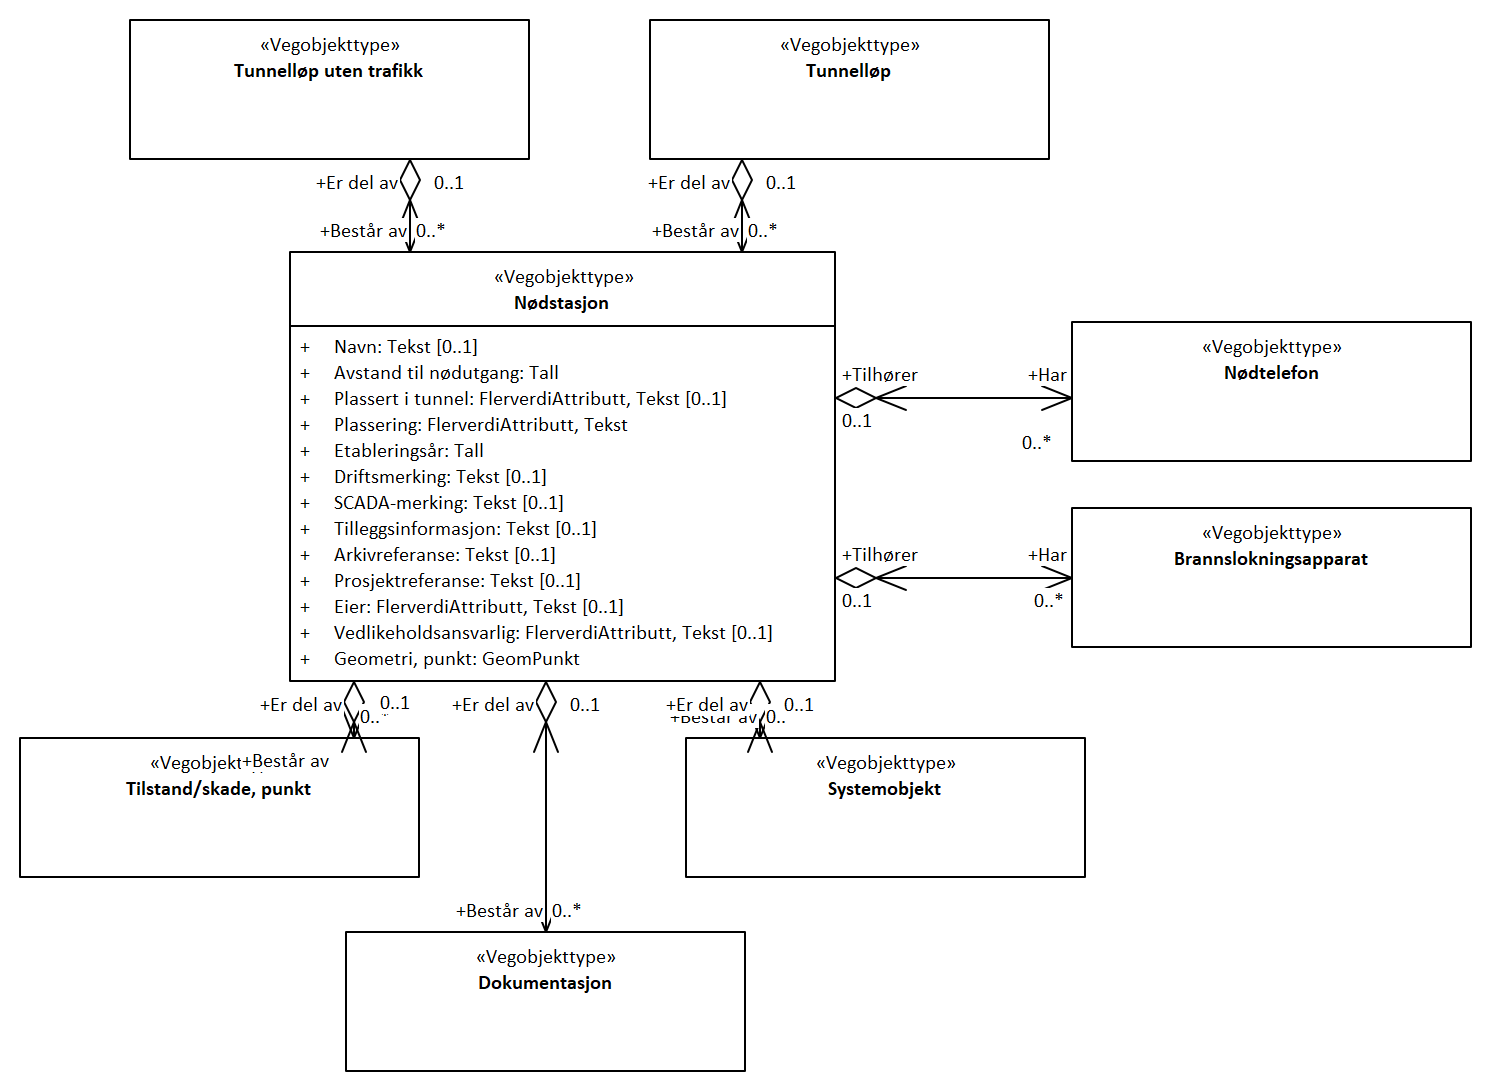 «Vegobjekttype»
Tunnelløp uten trafikk
«Vegobjekttype»
Tunnelløp
+Er del av 0..1
+Består av 0..*
+Er del av 0..1
+Består av 0..*
«Vegobjekttype»
Nødstasjon
+ Navn: Tekst [0..1]
+ Avstand til nødutgang: Tall
+ Plassert i tunnel: FlerverdiAttributt, Tekst [0..1]
+ Plassering: FlerverdiAttributt, Tekst
+ Etableringsår: Tall
+ Driftsmerking: Tekst [0..1]
+ SCADA-merking: Tekst [0..1]
+ Tilleggsinformasjon: Tekst [0..1]
+ Arkivreferanse: Tekst [0..1]
+ Prosjektreferanse: Tekst [0..1]
+ Eier: FlerverdiAttributt, Tekst [0..1]
+ Vedlikeholdsansvarlig: FlerverdiAttributt, Tekst [0..1]
+ Geometri, punkt: GeomPunkt
+Tilhører +Har
0..1 0..*
«Vegobjekttype»
Nødtelefon
+Tilhører +Har
0..1 0..*
«Vegobjekttype»
Brannslokningsapparat
+Er del av 0..1
0..*
+Består av
«Vegobjekt
Tilstand/skade, punkt
+Er del av 0..1
+Består av 0..*
«Vegobjekttype»
Dokumentasjon
+Er del av 0..1
+Består av 0..
«Vegobjekttype»
Systemobjekt